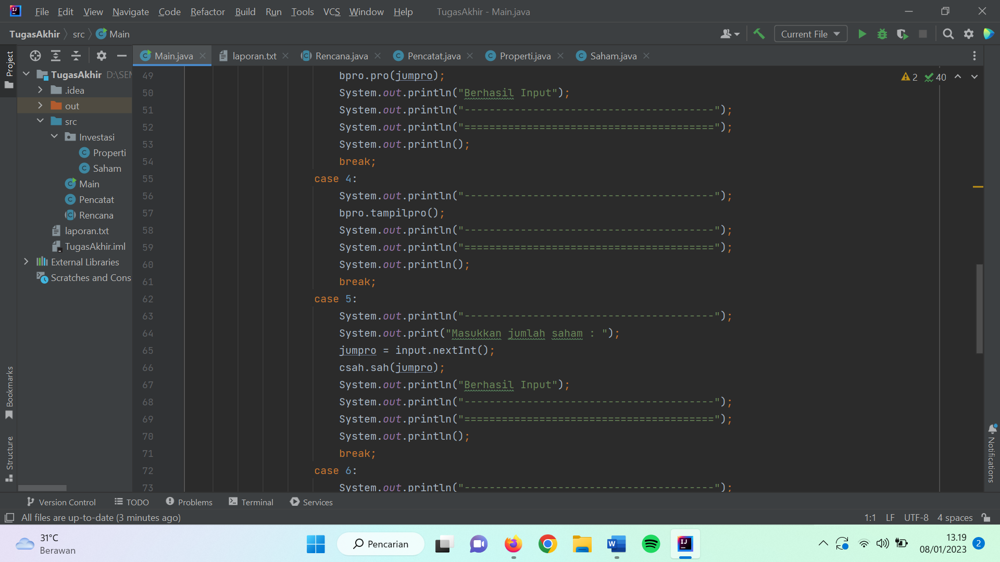 File Edit View Navigate Code Refactor Build Run Tools VCS Window Help TugasAkhir - Main.java
TugasAkhir src Main Current File
Project
Main.java laporan.txt Rencana.java Pencatat.java Properti.java Saham.java
TugasAkhir D:\SEM
.idea
out
src
Investasi
Properti
Saham
Main
Pencatat
Rencana
laporan.txt
TugasAkhir.iml
External Libraries
Scratches and Cons
2 40
49 bpro.pro(jumpro);
50 System.out.println("Berhasil Input");
51 System.out.println("----------------------------------------");
52 System.out.println("========================================");
53 System.out.println();
54 break;
55 case 4:
56 System.out.println("----------------------------------------");
57 bpro.tampilpro();
58 System.out.println("----------------------------------------");
59 System.out.println("========================================");
60 System.out.println();
61 break;
62 case 5:
63 System.out.println("----------------------------------------");
64 System.out.print("Masukkan jumlah saham : ");
65 jumpro = input.nextInt();
66 csah.sah(jumpro);
67 System.out.println("Berhasil Input");
68 System.out.println("----------------------------------------");
69 System.out.println("========================================");
70 System.out.println();
71 break;
72 case 6:
73 System.out.println("----------------------------------------");
Bookmarks
Structure
Notifications
Version Control TODO Problems Terminal Services
All files are up-to-date (3 minutes ago) 1:1 LF UTF-8 4 spaces
31°C
Berawan
Pencarian
13.19
08/01/2023
2